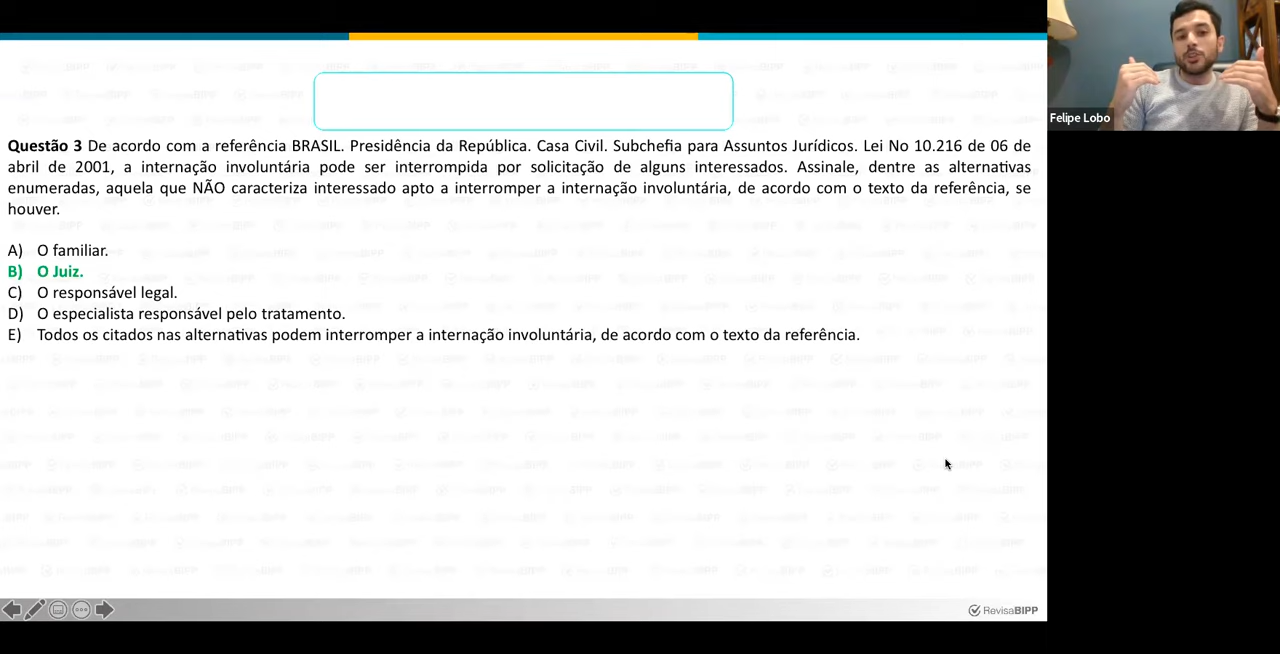 Questão 3 De acordo com a referência BRASIL. Presidência da República. Casa Civil. Subchefia para Assuntos Jurídicos. Lei No 10.216 de 06 de
abril de 2001, a internação involuntária pode ser interrompida por solicitação de alguns interessados. Assinale, dentre as alternativas
enumeradas, aquela que NÃO caracteriza interessado apto a interromper a internação involuntária, de acordo com o texto da referência, se
houver.
A) O familiar.
B) O Juiz.
C) O responsável legal.
D) O especialista responsável pelo tratamento.
E) Todos os citados nas alternativas podem interromper a internação involuntária, de acordo com o texto da referência.
Felipe Lobo
RevisaBIPP